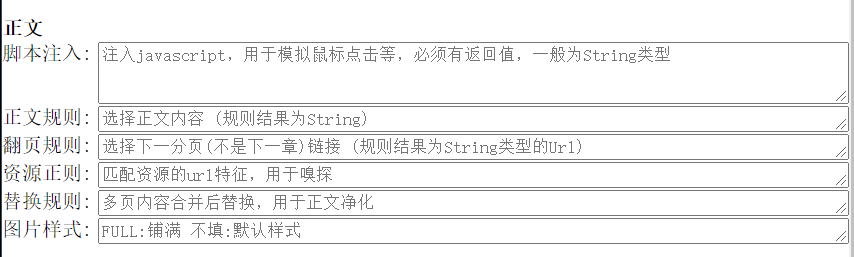 正文
脚本注入: 注入javascript，用于模拟鼠标点击等，必须有返回值，一般为String类型
正文规则: 选择正文内容 (规则结果为String)
翻页规则: 选择下一分页(不是下一章)链接 (规则结果为String类型的Url)
资源正则: 匹配资源的url特征，用于嗅探
替换规则: 多页内容合并后替换，用于正文净化
图片样式: FULL:铺满 不填:默认样式